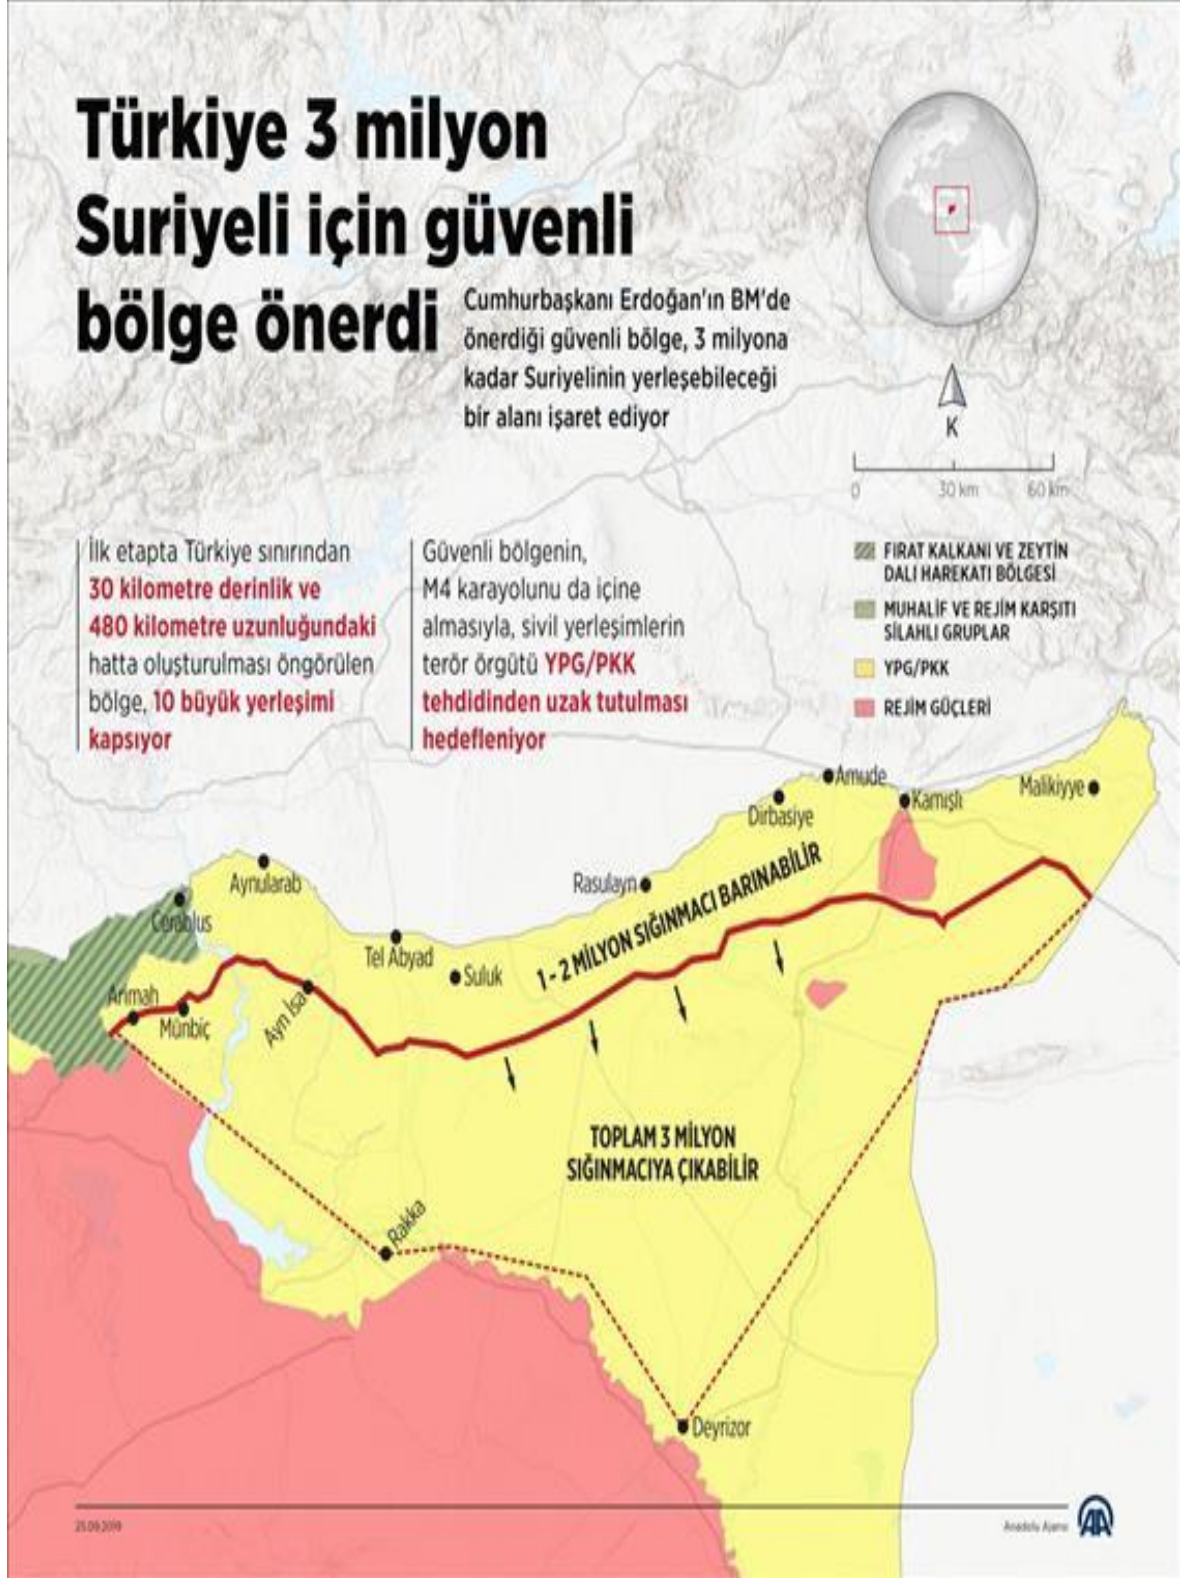 Türkiye 3 milyon
Suriyeli için güvenli
bölge önerdi
Cumhurbaşkanı Erdoğan'ın BM'de
önerdiği güvenli bölge, 3 milyona
kadar Suriyelinin yerleşebileceği
bir alanı işaret ediyor
K
0 30 km 60 km
İlk etapta Türkiye sınırından
30 kilometre derinlik ve
480 kilometre uzunluğundaki
hatta oluşturulması öngörülen
bölge, 10 büyük yerleşimi
kapsıyor
Güvenli bölgenin,
M4 karayolunu da içine
almasıyla, sivil yerleşimlerin
terör örgütü YPG/PKK
tehdidinden uzak tutulması
hedefleniyor
FIRAT KALKANI VE ZEYTİN
DALI HAREKATI BÖLGESİ
MUHALİF VE REJİM KARŞITI
SİLAHLI GRUPLAR
YPG/PKK
REJİM GÜÇLERİ
Amude
Kamışlı
Malikiyye
Dirbasiye
Aynularab
Rasulayn
Cerablus
Tel Abyad
Suluk
1 - 2 MİLYON SIĞINMACI BARINABİLİR
Arimah
Münbiç
Ayn İsa
TOPLAM 3 MİLYON
SIĞINMACIYA ÇIKABİLİR
Rakka
Deyrizor
25.09.2019
Anadolu Ajansı
AA